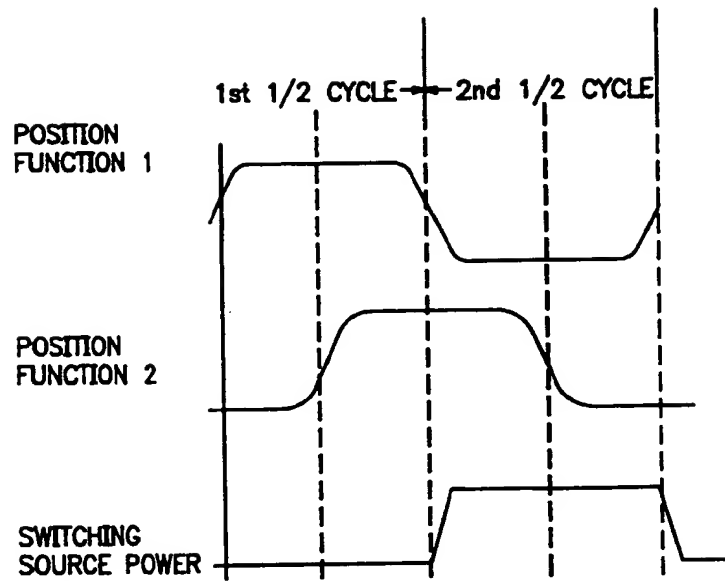 1st 1/2 CYCLE 2nd 1/2 CYCLE
POSITION
FUNCTION 1
POSITION
FUNCTION 2
SWITCHING
SOURCE POWER